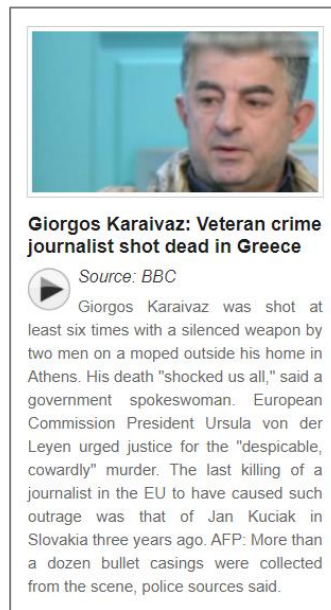 Giorgos Karaivaz: Veteran crime
journalist shot dead in Greece
Source: BBC
Giorgos Karaivaz was shot at
least six times with a silenced weapon by
two men on a moped outside his home in
Athens. His death "shocked us all," said a
government spokeswoman. European
Commission President Ursula von der
Leyen urged justice for the "despicable,
cowardly" murder. The last killing of a
journalist in the EU to have caused such
outrage was that of Jan Kuciak in
Slovakia three years ago. AFP: More than
a dozen bullet casings were collected
from the scene, police sources said.